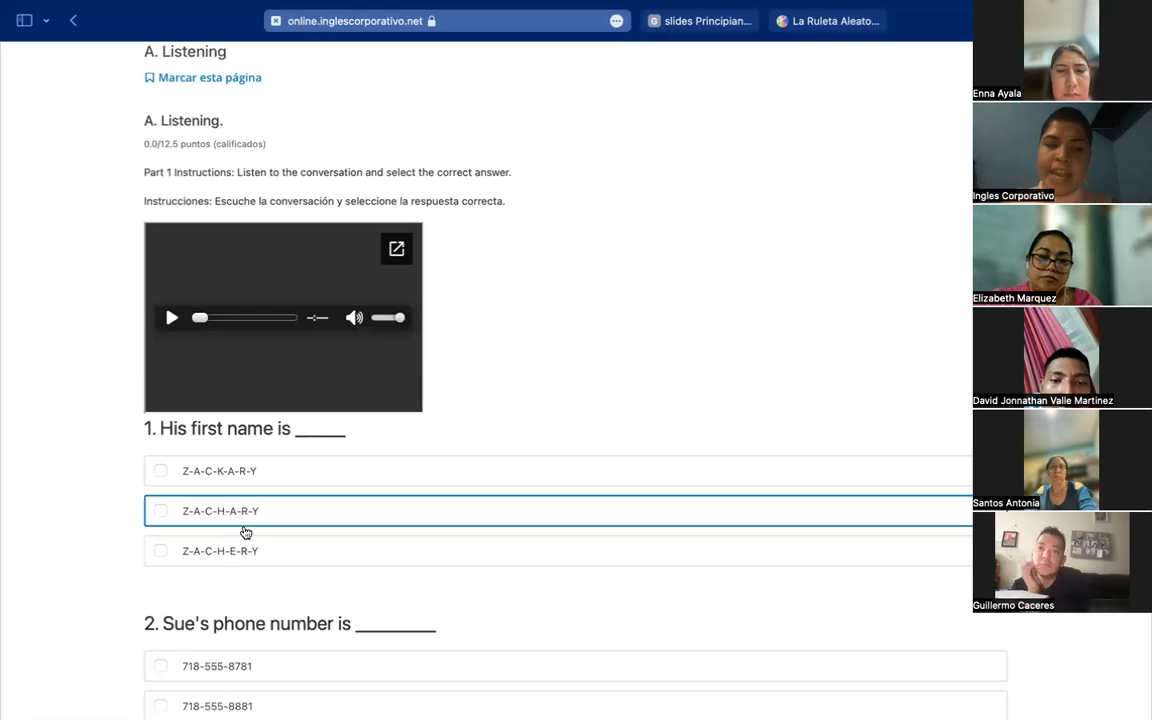 online.inglescorporativo.net
slides Principian...
La Ruleta Aleato...
A. Listening
Marcar esta página
A. Listening.
0.0/12.5 puntos (calificados)
Part 1 Instructions: Listen to the conversation and select the correct answer.
Instrucciones: Escuche la conversación y seleccione la respuesta correcta.
-:--
1. His first name is ______
Z-A-C-K-A-R-Y
Z-A-C-H-A-R-Y
Z-A-C-H-E-R-Y
2. Sue's phone number is _________
718-555-8781
718-555-8881
Enna Ayala
Ingles Corporativo
Elizabeth Marquez
David Jonnathan Valle Martinez
Santos Antonia
Guillermo Caceres